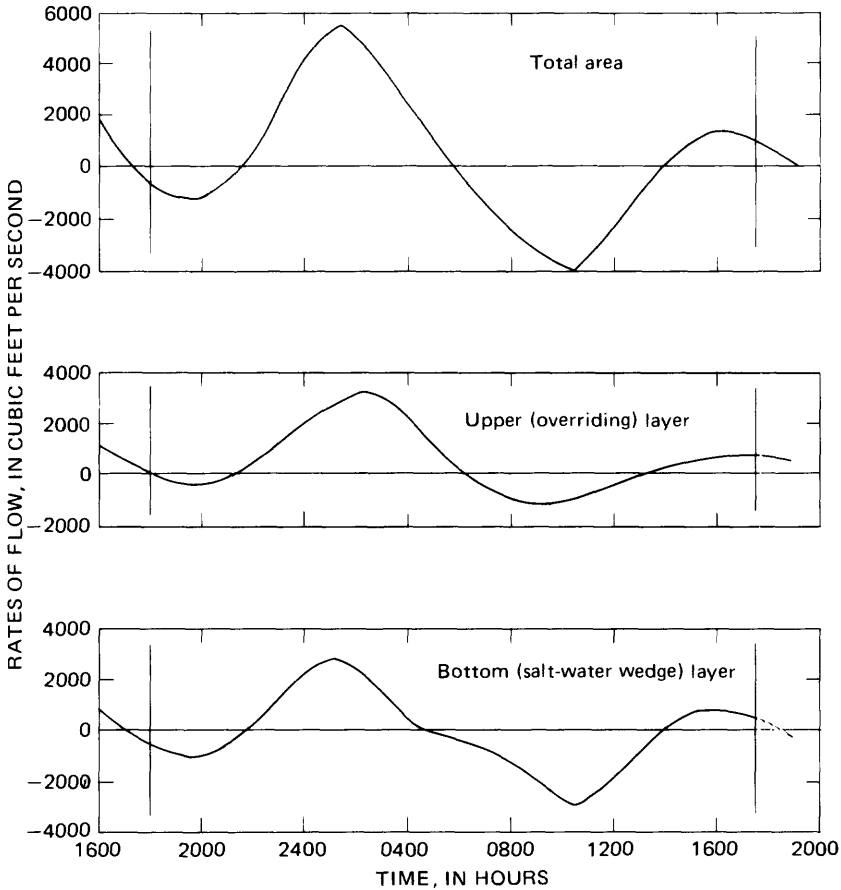 6000
4000
Total area
2000
0
−2000
−4000
RATES OF FLOW, IN CUBIC FEET PER SECOND
4000
2000
Upper (overriding) layer
0
−2000
4000
Bottom (salt-water wedge) layer
2000
0
−2000
−4000
1600 2000 2400 0400 0800 1200 1600 2000
TIME, IN HOURS